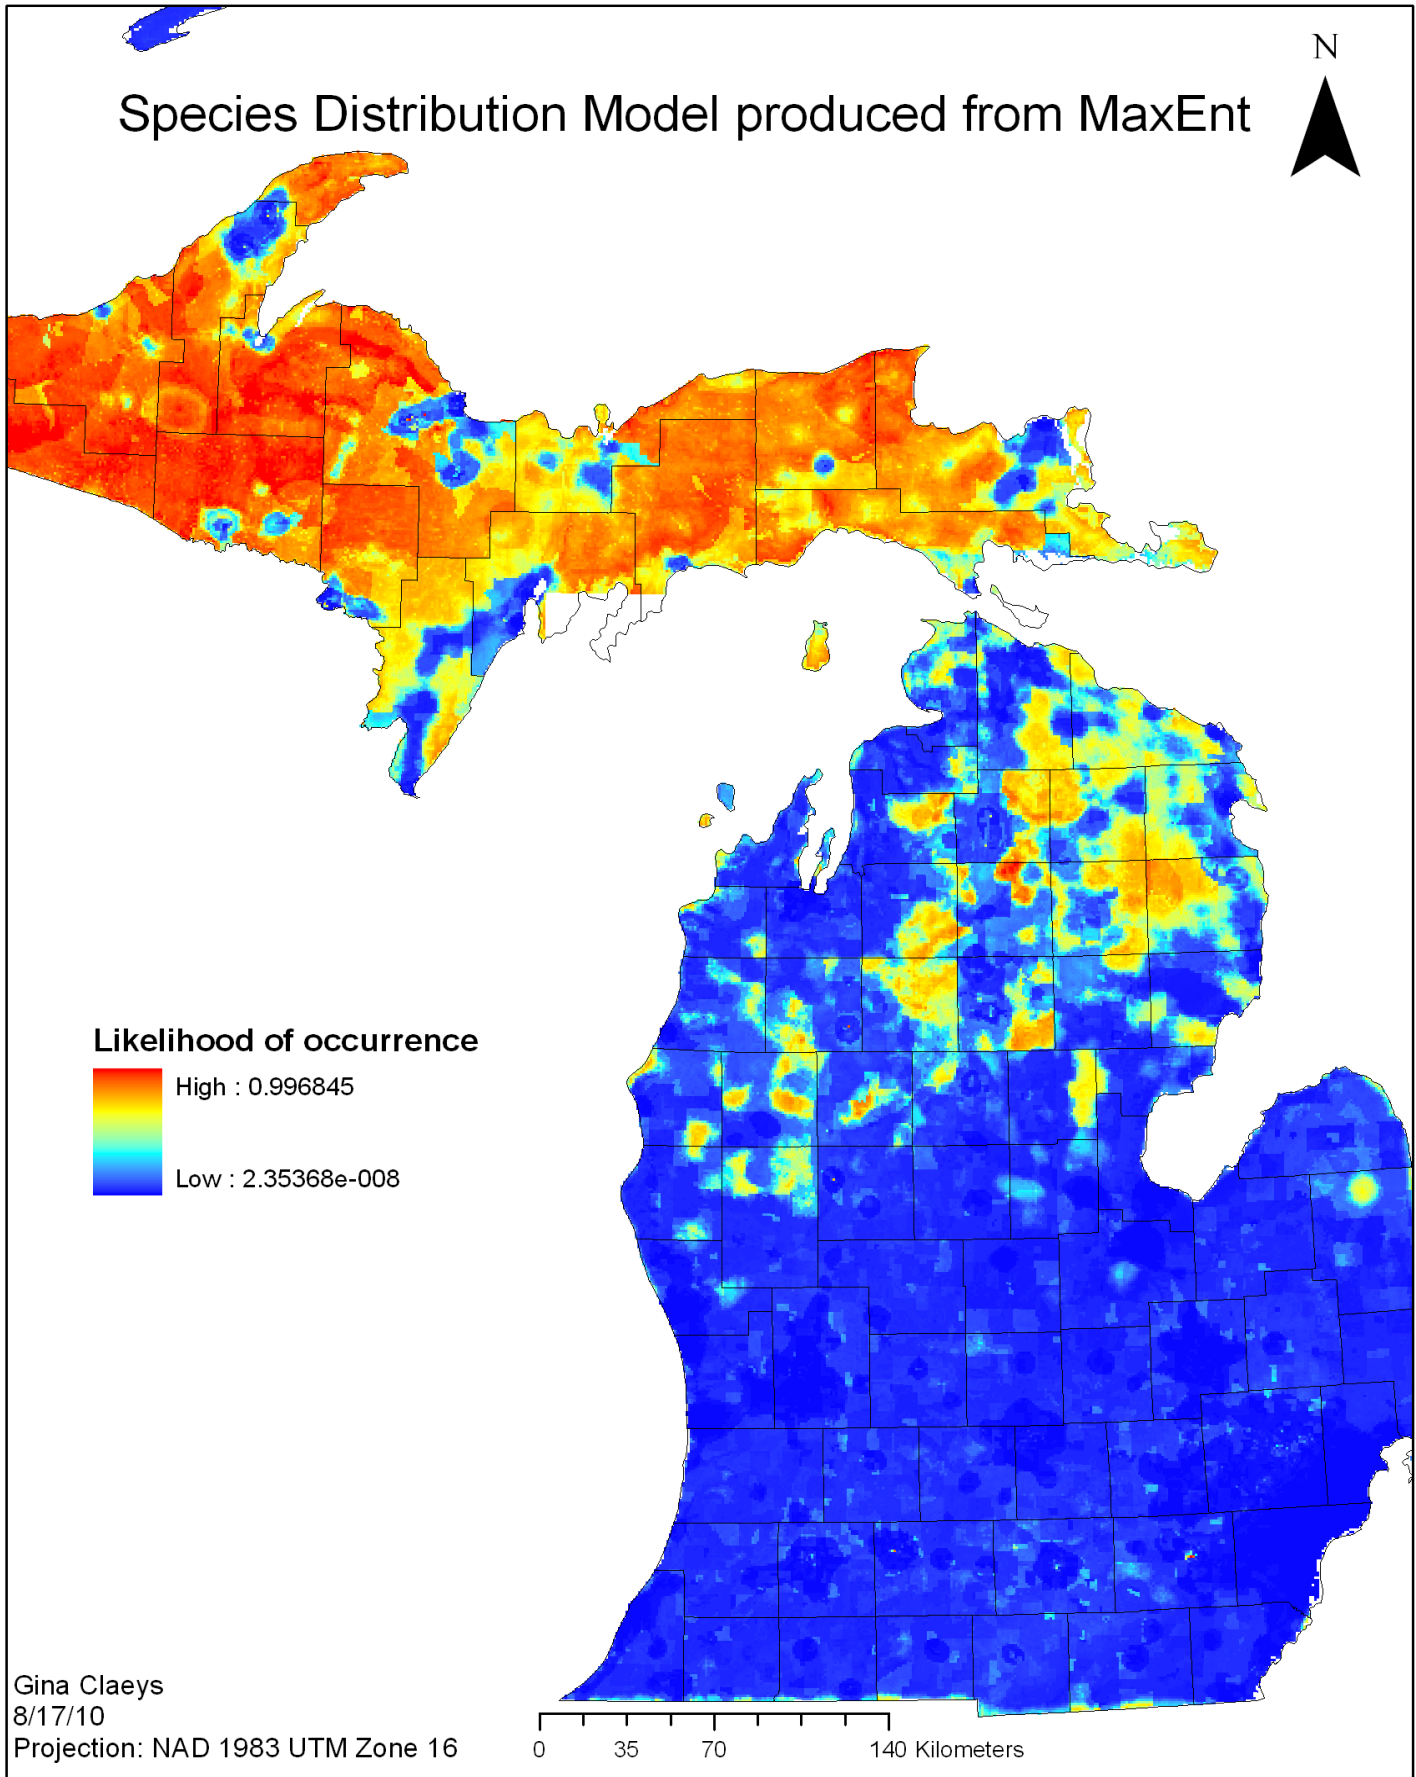 N
Species Distribution Model produced from MaxEnt
Likelihood of occurrence
High : 0.996845
Low : 2.35368e-008
Gina Claeys
8/17/10
Projection: NAD 1983 UTM Zone 16
0 35 70 140 Kilometers